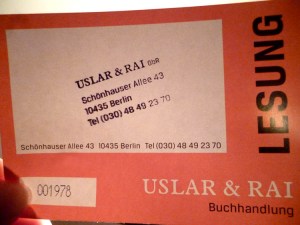 USLAR & RAI GbR
Schönhauser Allee 43
10435 Berlin
Tel (030) 48 49 23 70
Schönhauser Allee 43 10435 Berlin Tel (030) 48 49 23 70
LESUNG
001978
USLAR & RAI
Buchhandlung